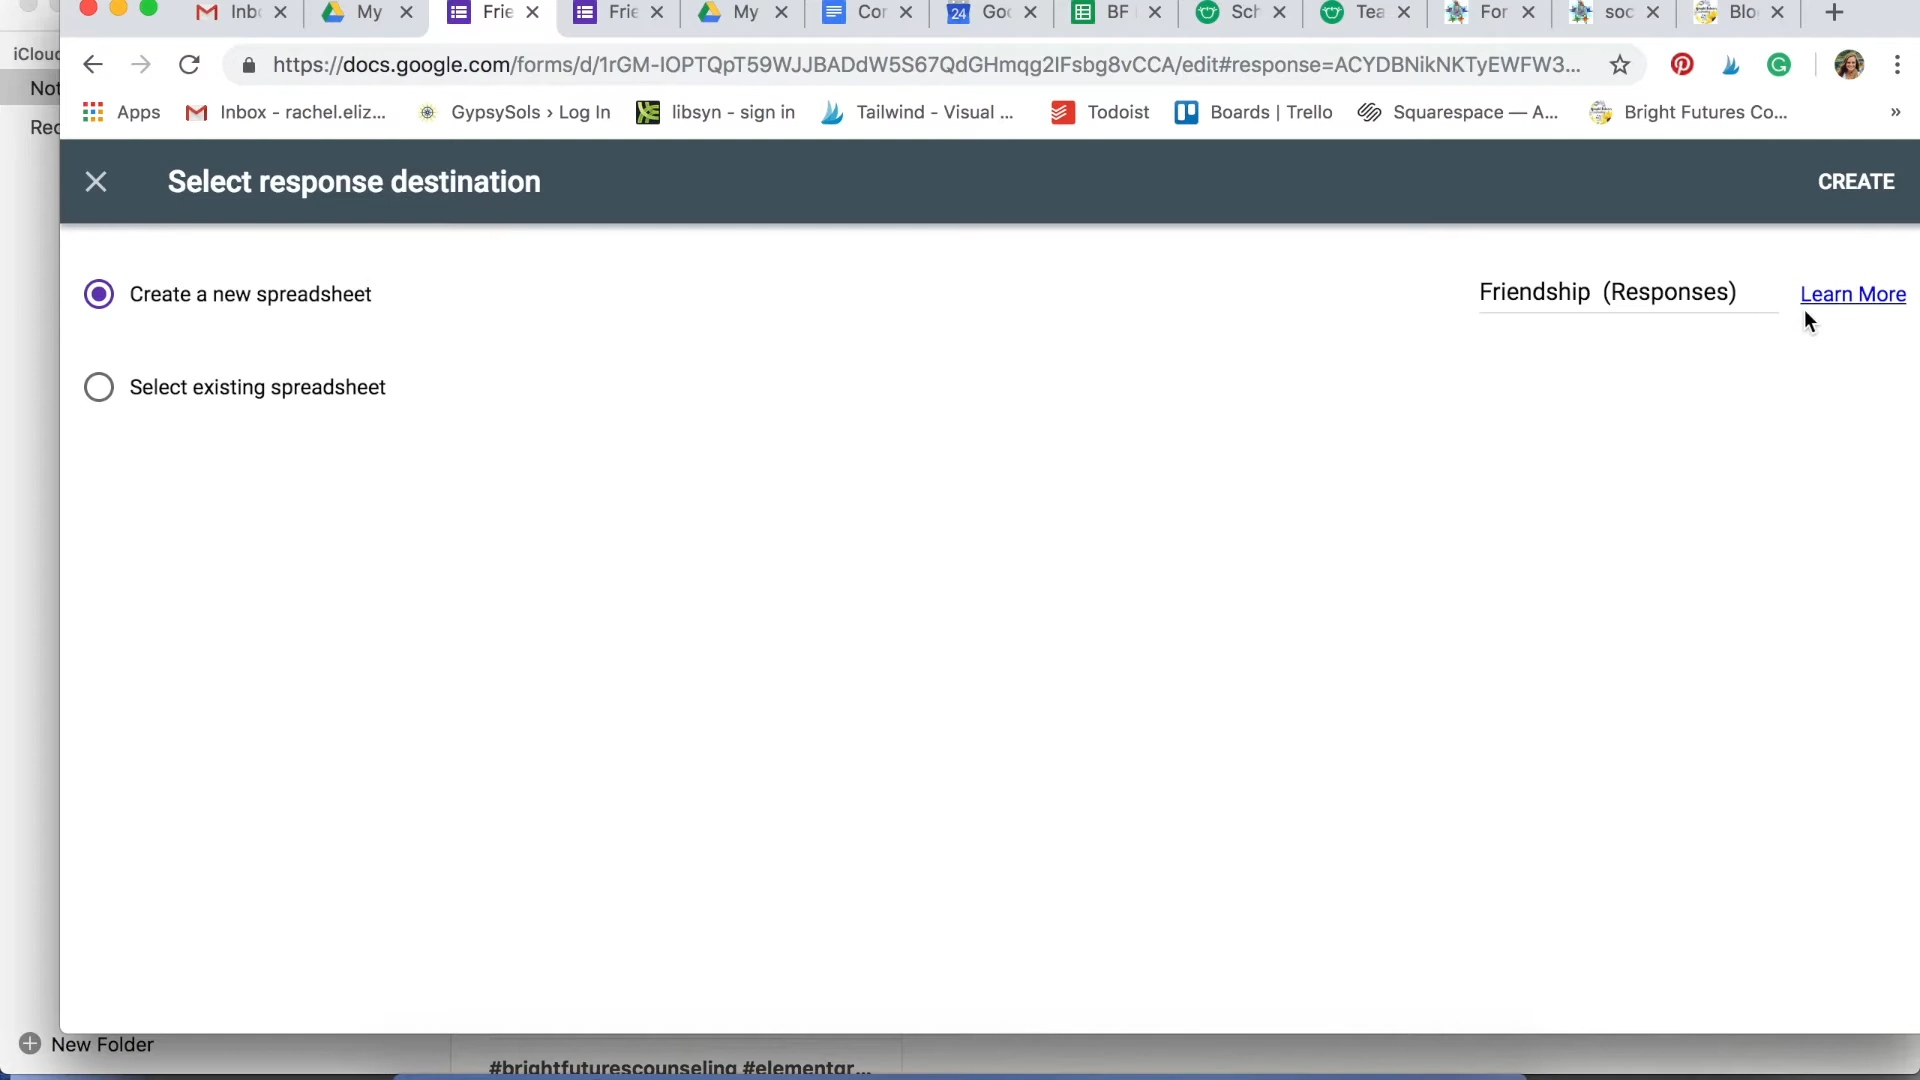 Inb
My
Frie
Frie
My
Cor
24
Goo
BF
Sch
Tea
For
soc
Blo
iCloud
https://docs.google.com/forms/d/1rGM-IOPTQpT59WJJBADdW5S67QdGHmqg2IFsbg8vCCA/edit#response=ACYDBNikNKTyEWFW3...
Not
Apps
Inbox - rachel.eliz...
GypsySols › Log In
libsyn - sign in
Tailwind - Visual ...
Todoist
Boards | Trello
Squarespace — A...
Bright Futures Co...
»
Rec
Select response destination
CREATE
Create a new spreadsheet
Friendship (Responses)
Learn More
Select existing spreadsheet
New Folder
#brightfuturescounseling #elementar...